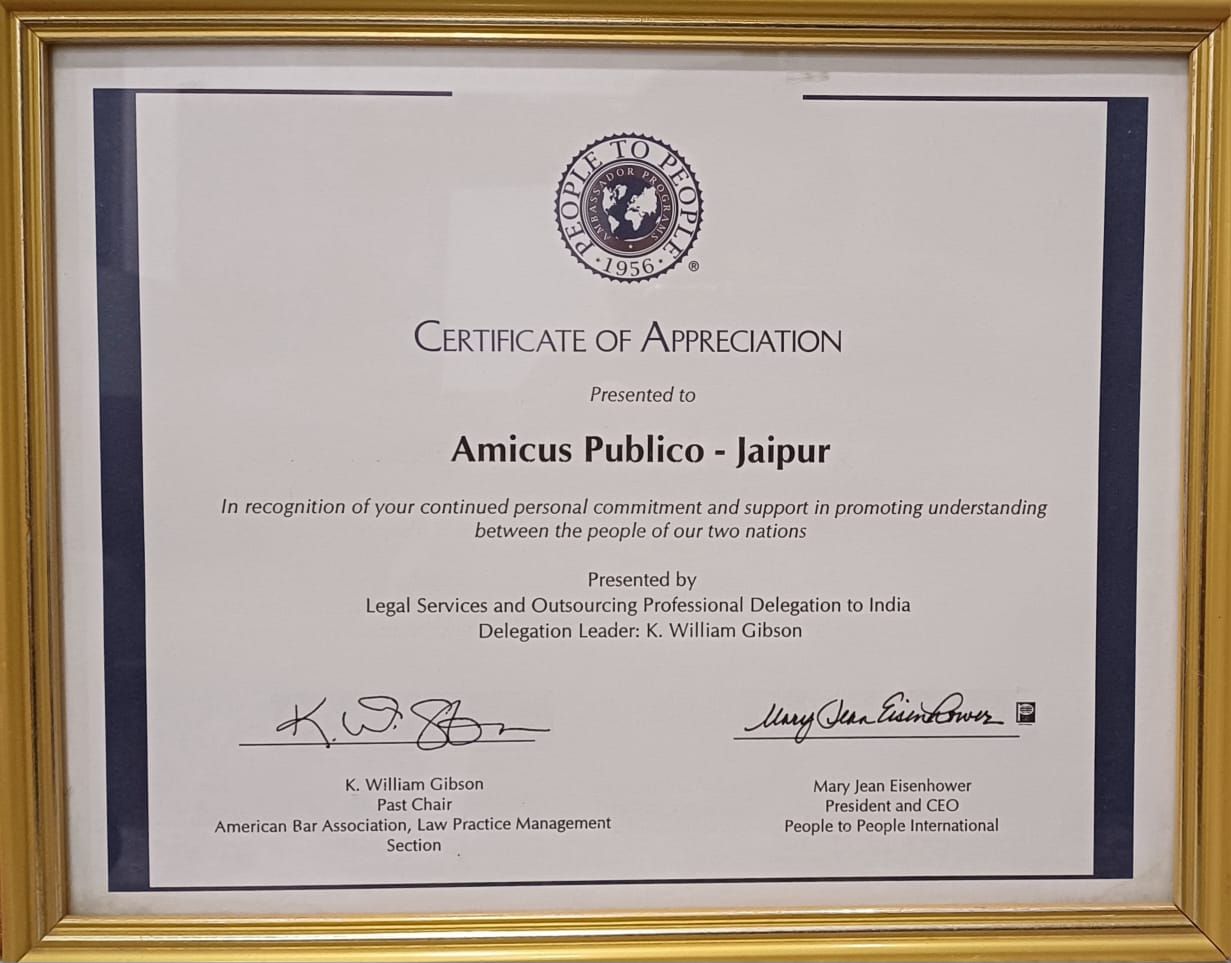 PEOPLE TO PEOPLE
AMBASSADOR PROGRAMS
· 1956 · ®
CERTIFICATE OF APPRECIATION
Presented to
Amicus Publico - Jaipur
In recognition of your continued personal commitment and support in promoting understanding
between the people of our two nations
Presented by
Legal Services and Outsourcing Professional Delegation to India
Delegation Leader: K. William Gibson
K. W. Gibson
Mary Jean Eisenhower
K. William Gibson
Past Chair
American Bar Association, Law Practice Management
Section
Mary Jean Eisenhower
President and CEO
People to People International